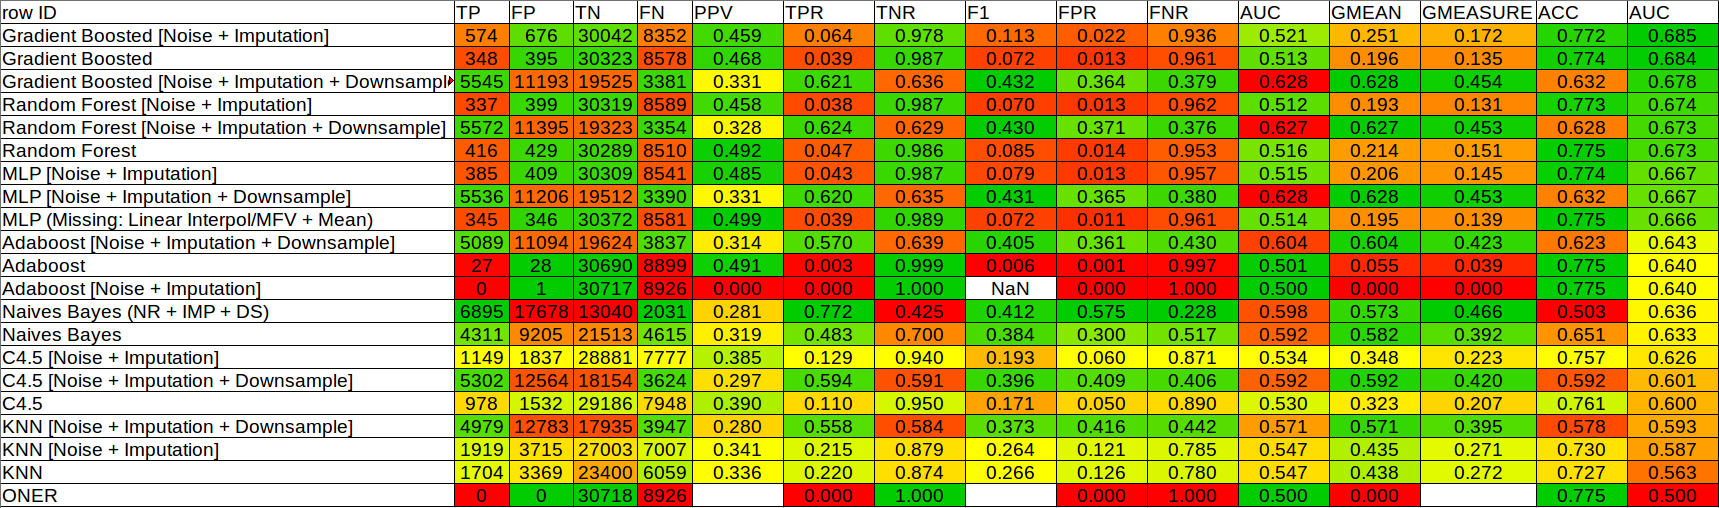 row ID TP FP TN FN PPV TPR TNR F1 FPR FNR AUC GMEAN GMEASURE ACC AUC
Gradient Boosted [Noise + Imputation] 574 676 30042 8352 0.459 0.064 0.978 0.113 0.022 0.936 0.521 0.251 0.172 0.772 0.685
Gradient Boosted 348 395 30323 8578 0.468 0.039 0.987 0.072 0.013 0.961 0.513 0.196 0.135 0.774 0.684
Gradient Boosted [Noise + Imputation + Downsampl 5545 11193 19525 3381 0.331 0.621 0.636 0.432 0.364 0.379 0.628 0.628 0.454 0.632 0.678
Random Forest [Noise + Imputation] 337 399 30319 8589 0.458 0.038 0.987 0.070 0.013 0.962 0.512 0.193 0.131 0.773 0.674
Random Forest [Noise + Imputation + Downsample] 5572 11395 19323 3354 0.328 0.624 0.629 0.430 0.371 0.376 0.627 0.627 0.453 0.628 0.673
Random Forest 416 429 30289 8510 0.492 0.047 0.986 0.085 0.014 0.953 0.516 0.214 0.151 0.775 0.673
MLP [Noise + Imputation] 385 409 30309 8541 0.485 0.043 0.987 0.079 0.013 0.957 0.515 0.206 0.145 0.774 0.667
MLP [Noise + Imputation + Downsample] 5536 11206 19512 3390 0.331 0.620 0.635 0.431 0.365 0.380 0.628 0.628 0.453 0.632 0.667
MLP (Missing: Linear Interpol/MFV + Mean) 345 346 30372 8581 0.499 0.039 0.989 0.072 0.011 0.961 0.514 0.195 0.139 0.775 0.666
Adaboost [Noise + Imputation + Downsample] 5089 11094 19624 3837 0.314 0.570 0.639 0.405 0.361 0.430 0.604 0.604 0.423 0.623 0.643
Adaboost 27 28 30690 8899 0.491 0.003 0.999 0.006 0.001 0.997 0.501 0.055 0.039 0.775 0.640
Adaboost [Noise + Imputation] 0 1 30717 8926 0.000 0.000 1.000 NaN 0.000 1.000 0.500 0.000 0.000 0.775 0.640
Naives Bayes (NR + IMP + DS) 6895 17678 13040 2031 0.281 0.772 0.425 0.412 0.575 0.228 0.598 0.573 0.466 0.503 0.636
Naives Bayes 4311 9205 21513 4615 0.319 0.483 0.700 0.384 0.300 0.517 0.592 0.582 0.392 0.651 0.633
C4.5 [Noise + Imputation] 1149 1837 28881 7777 0.385 0.129 0.940 0.193 0.060 0.871 0.534 0.348 0.223 0.757 0.626
C4.5 [Noise + Imputation + Downsample] 5302 12564 18154 3624 0.297 0.594 0.591 0.396 0.409 0.406 0.592 0.592 0.420 0.592 0.601
C4.5 978 1532 29186 7948 0.390 0.110 0.950 0.171 0.050 0.890 0.530 0.323 0.207 0.761 0.600
KNN [Noise + Imputation + Downsample] 4979 12783 17935 3947 0.280 0.558 0.584 0.373 0.416 0.442 0.571 0.571 0.395 0.578 0.593
KNN [Noise + Imputation] 1919 3715 27003 7007 0.341 0.215 0.879 0.264 0.121 0.785 0.547 0.435 0.271 0.730 0.587
KNN 1704 3369 23400 6059 0.336 0.220 0.874 0.266 0.126 0.780 0.547 0.438 0.272 0.727 0.563
ONER 0 0 30718 8926 0.000 1.000 0.000 1.000 0.500 0.000 0.775 0.500